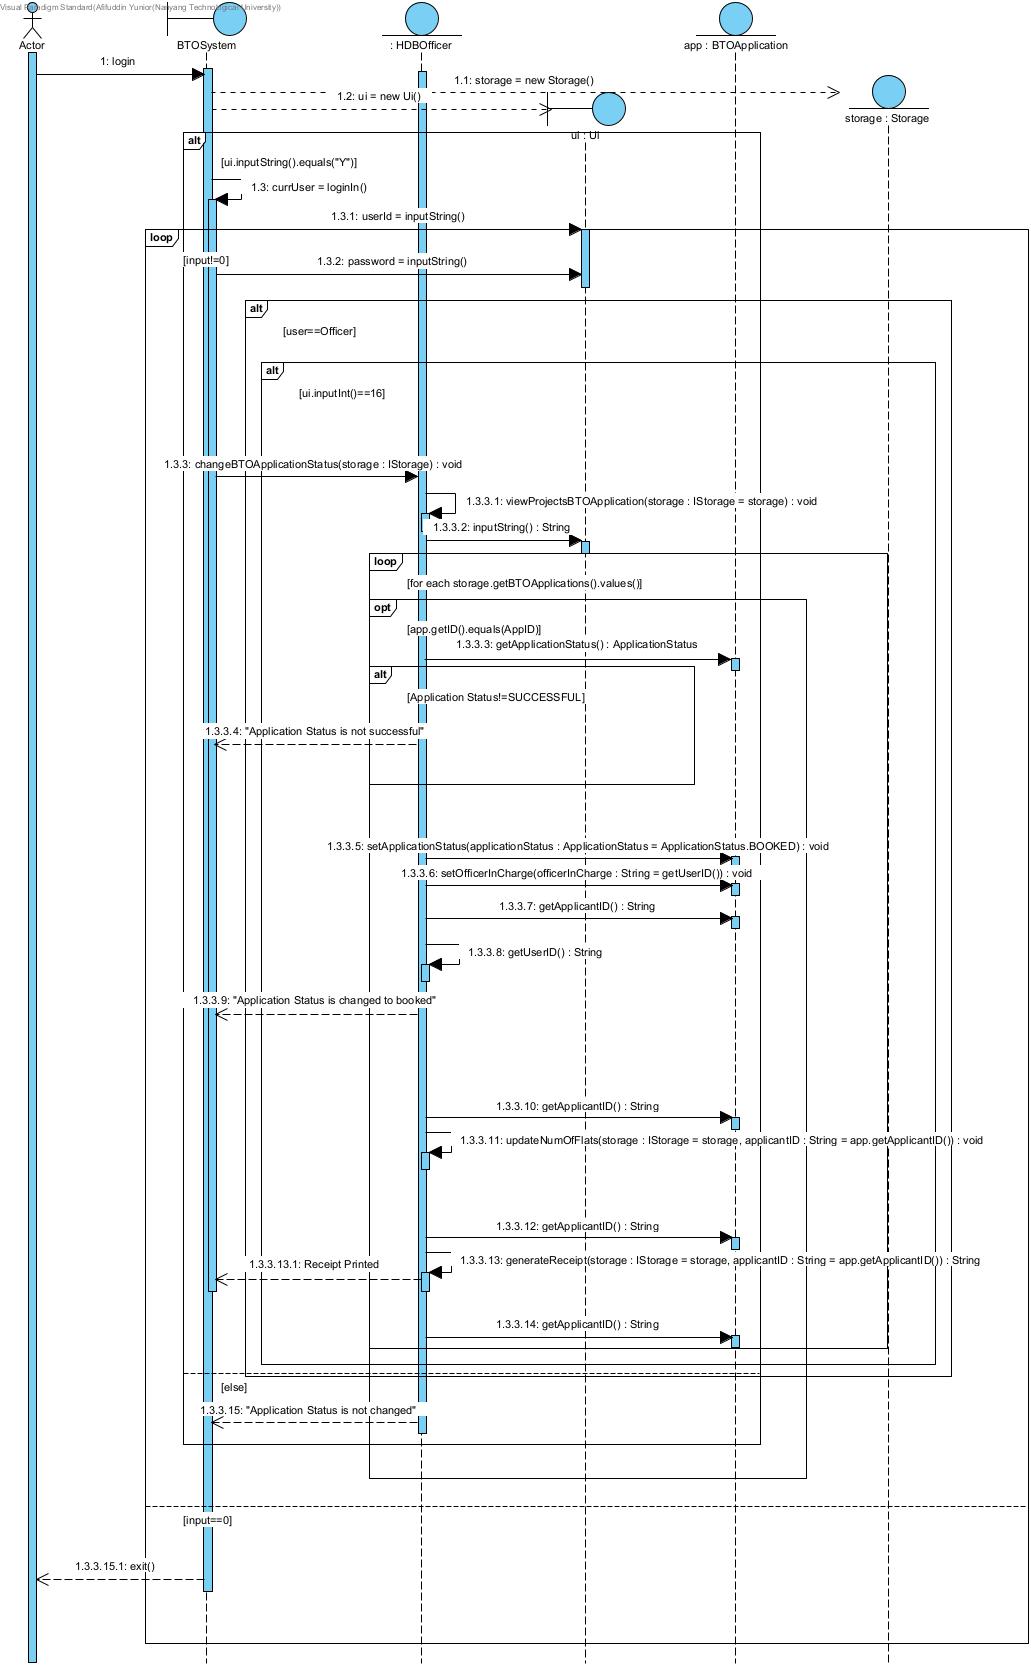 Visual Paradigm Standard(Afifuddin Yunior(Nanyang Technological University))
Actor
BTOSystem
: HDBOfficer
app : BTOApplication
1: login
1.1: storage = new Storage()
1.2: ui = new Ui()
storage : Storage
ui : Ui
alt
[ui.inputString().equals("Y")]
1.3: currUser = loginIn()
1.3.1: userId = inputString()
loop
[input!=0]
1.3.2: password = inputString()
alt
[user==Officer]
alt
[ui.inputInt()==16]
1.3.3: changeBTOApplicationStatus(storage : IStorage) : void
1.3.3.1: viewProjectsBTOApplication(storage : IStorage = storage) : void
1.3.3.2: inputString() : String
loop
[for each storage.getBTOApplications().values()]
opt
[app.getID().equals(AppID)]
1.3.3.3: getApplicationStatus() : ApplicationStatus
alt
[Application Status!=SUCCESSFUL]
1.3.3.4: "Application Status is not successful"
1.3.3.5: setApplicationStatus(applicationStatus : ApplicationStatus = ApplicationStatus.BOOKED) : void
1.3.3.6: setOfficerInCharge(officerInCharge : String = getUserID()) : void
1.3.3.7: getApplicantID() : String
1.3.3.8: getUserID() : String
1.3.3.9: "Application Status is changed to booked"
1.3.3.10: getApplicantID() : String
1.3.3.11: updateNumOfFlats(storage : IStorage = storage, applicantID : String = app.getApplicantID()) : void
1.3.3.12: getApplicantID() : String
1.3.3.13: generateReceipt(storage : IStorage = storage, applicantID : String = app.getApplicantID()) : String
1.3.3.13.1: Receipt Printed
1.3.3.14: getApplicantID() : String
[else]
1.3.3.15: "Application Status is not changed"
[input==0]
1.3.3.15.1: exit()